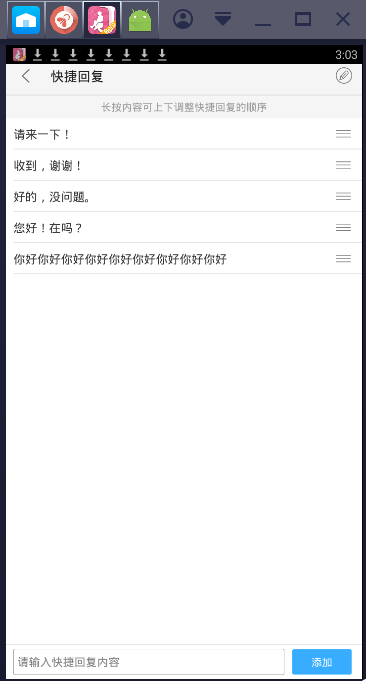 3:03
快捷回复
长按内容可上下调整快捷回复的顺序
请来一下！
收到，谢谢！
好的，没问题。
您好！在吗？
你好你好你好你好你好你好你好你好你好
请输入快捷回复内容
添加